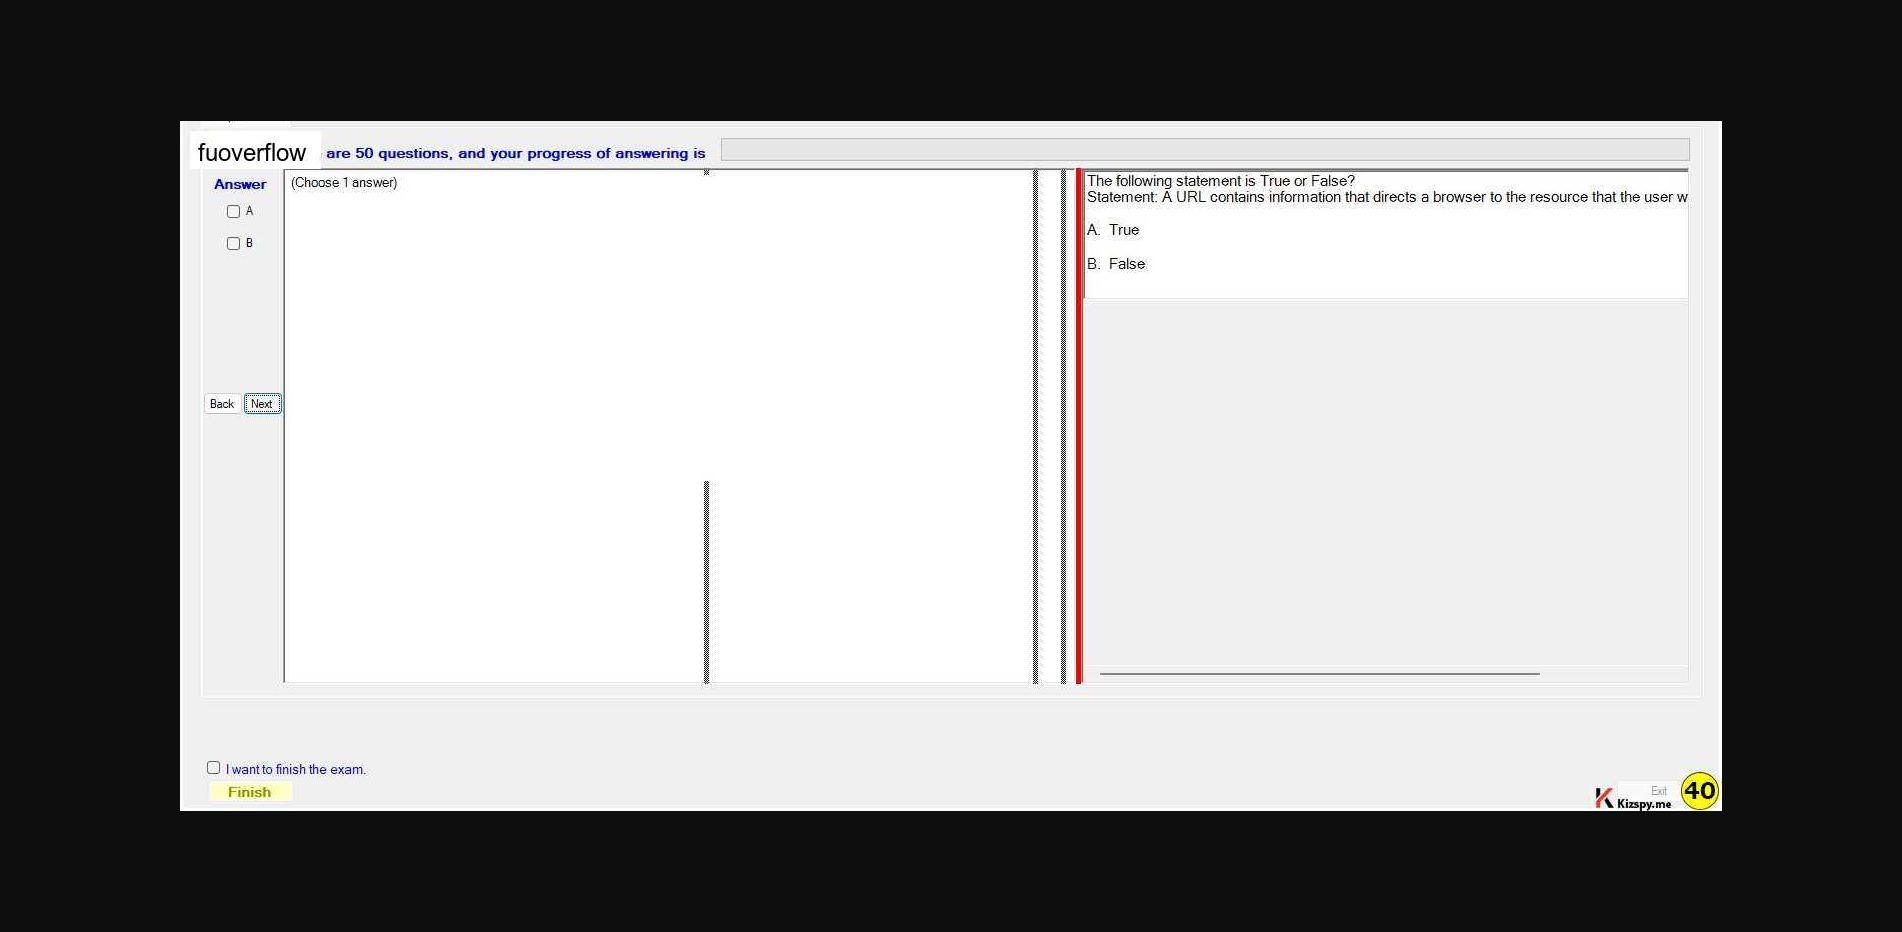 fuoverflow are 50 questions, and your progress of answering is
Answer
A
B
Back Next
(Choose 1 answer)
The following statement is True or False?
Statement: A URL contains information that directs a browser to the resource that the user w
A. True
B. False
I want to finish the exam.
Finish
Exit
Kizspy.me
40